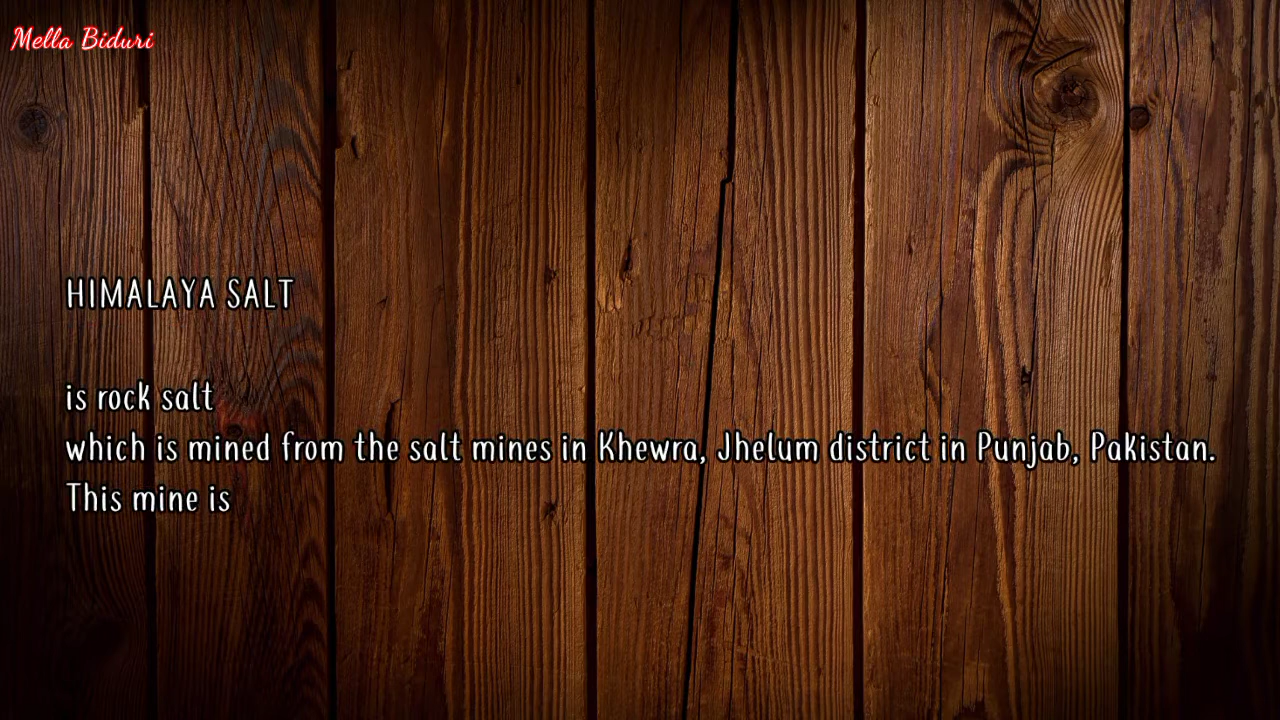 Mella Biduri
HIMALAYA SALT
is rock salt
which is mined from the salt mines in Khewra, Jhelum district in Punjab, Pakistan.
This mine is